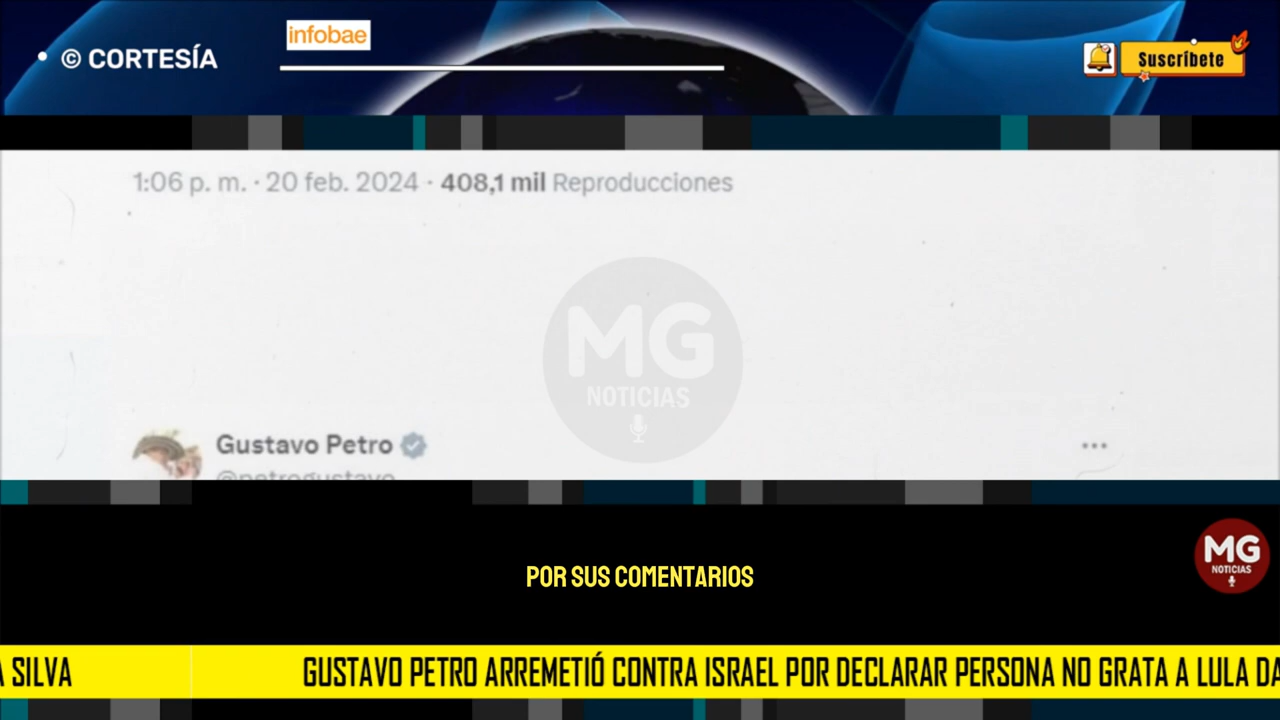 infobae
© CORTESÍA
Suscríbete
1:06 p. m. · 20 feb. 2024 · 408,1 mil Reproducciones
MG
NOTICIAS
Gustavo Petro
@petrogustavo
MG
NOTICIAS
POR SUS COMENTARIOS
A SILVA GUSTAVO PETRO ARREMETIÓ CONTRA ISRAEL POR DECLARAR PERSONA NO GRATA A LULA DA